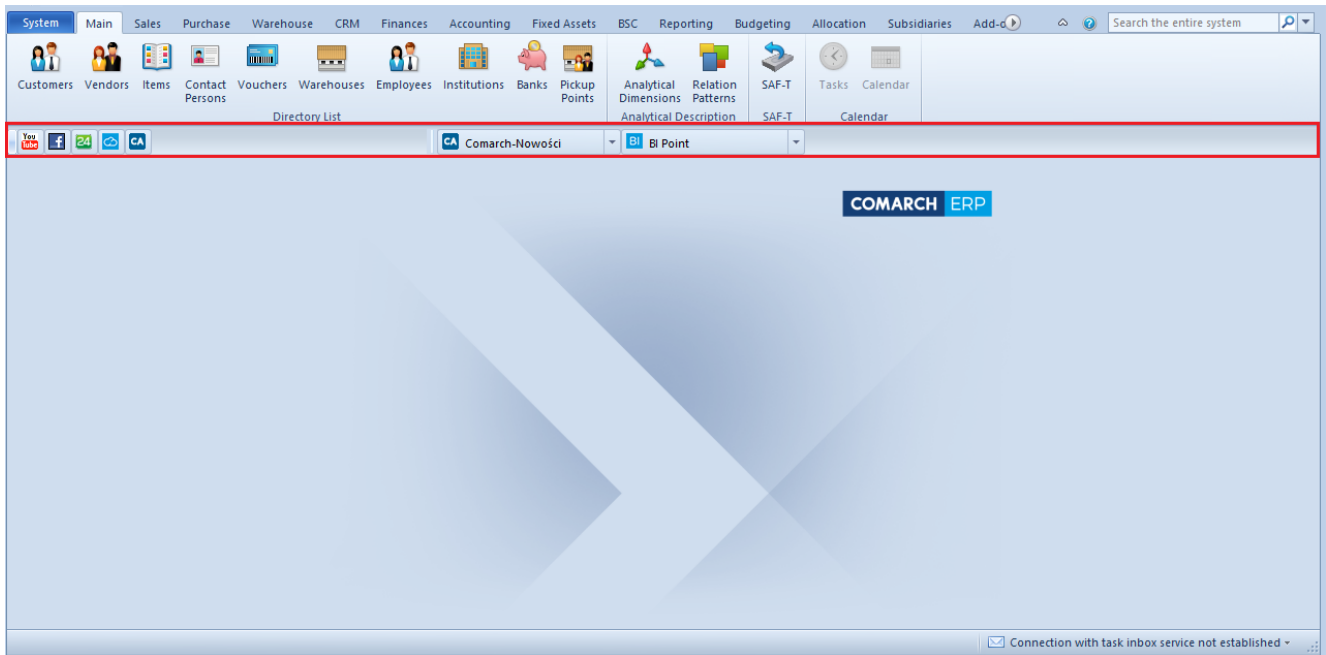 System Main Sales Purchase Warehouse CRM Finances Accounting Fixed Assets BSC Reporting Budgeting Allocation Subsidiaries Search the entire system
Customers Vendors Items Contact Persons Vouchers Warehouses Employees Institutions Banks Pickup Points Analytical Dimensions Relation Patterns SAF-T Tasks Calendar
Directory List Analytical Description SAF-T Calendar
You Tube f 24 CA CA Comarch-Nowości BI BI Point
COMARCH ERP
Connection with task inbox service not established